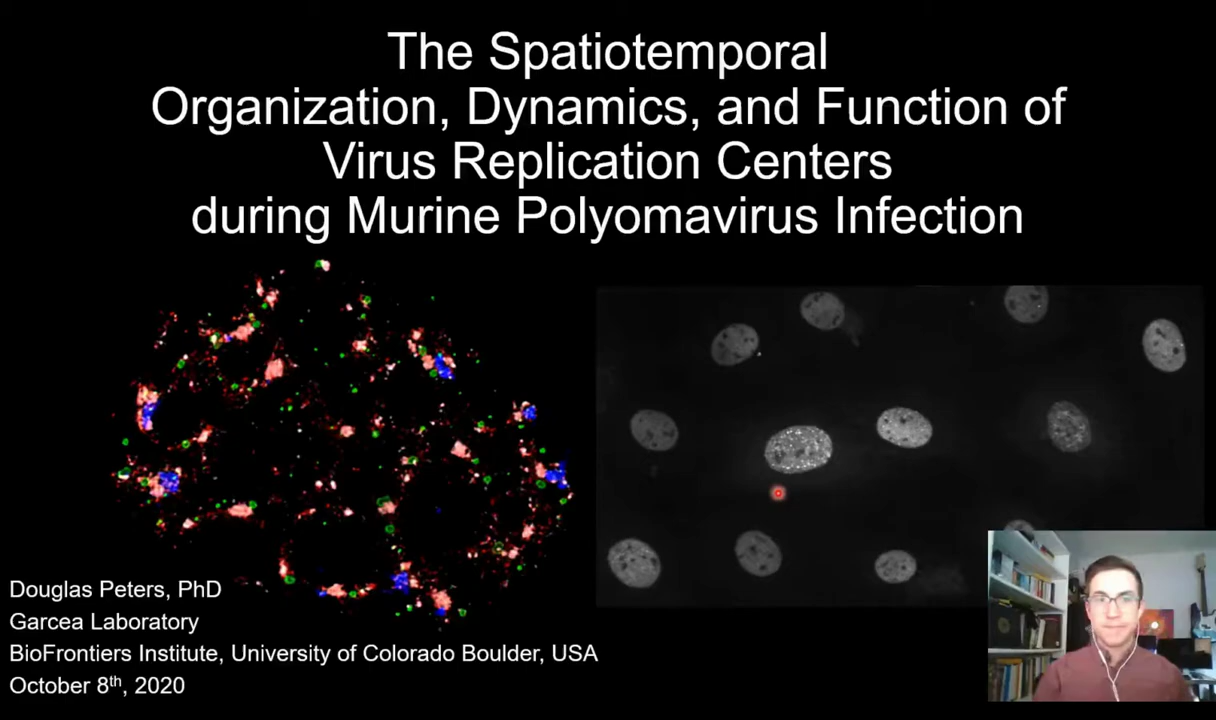 The Spatiotemporal
Organization, Dynamics, and Function of
Virus Replication Centers
during Murine Polyomavirus Infection
Douglas Peters, PhD
Garcea Laboratory
BioFrontiers Institute, University of Colorado Boulder, USA
October 8th, 2020